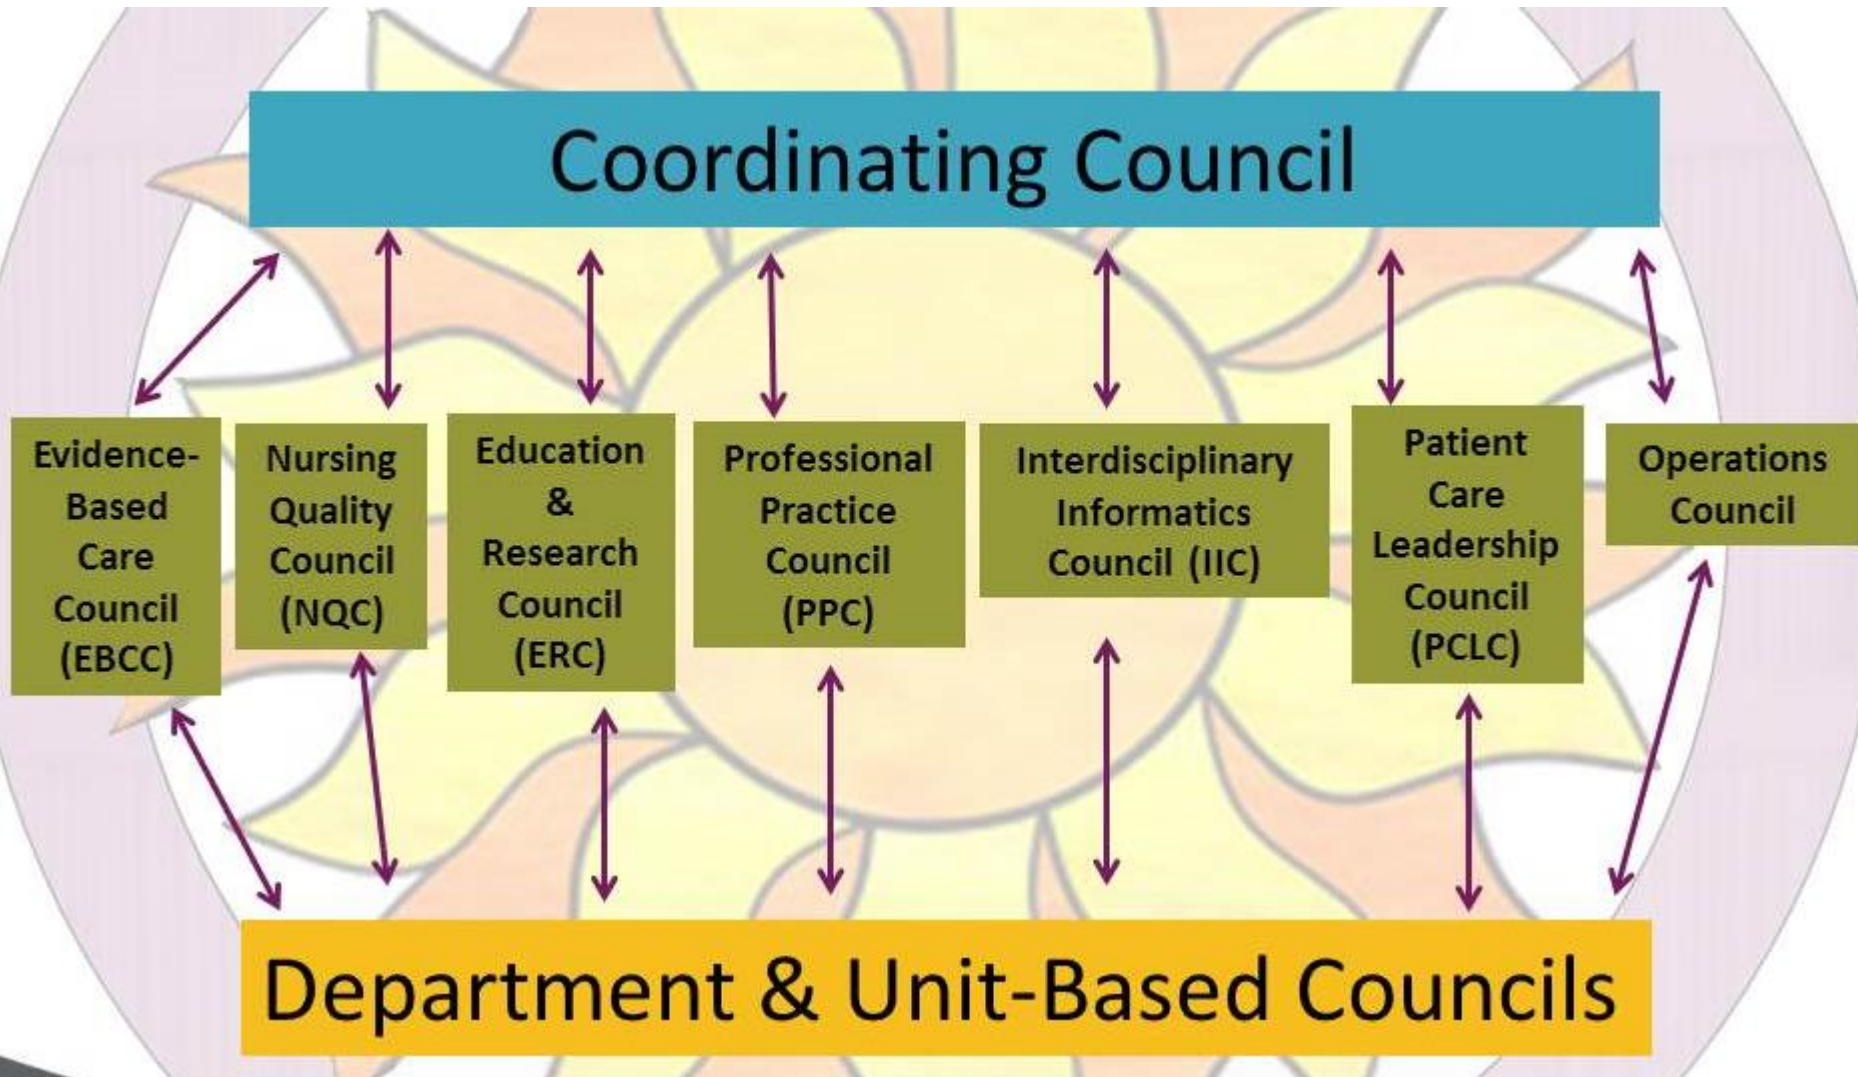 Coordinating Council
Evidence-
Based
Care
Council
(EBCC)
Nursing
Quality
Council
(NQC)
Education
&
Research
Council
(ERC)
Professional
Practice
Council
(PPC)
Interdisciplinary
Informatics
Council (IIC)
Patient
Care
Leadership
Council
(PCLC)
Operations
Council
Department & Unit-Based Councils